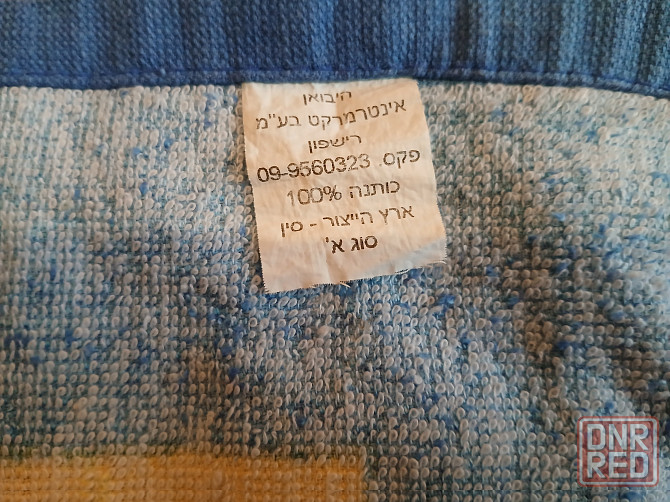 היבואן
אינטרמרקט בע"מ
רישפון
פקס. 09-9560323
100% כותנה
ארץ הייצור - סין
סוג א'
DNR
RED